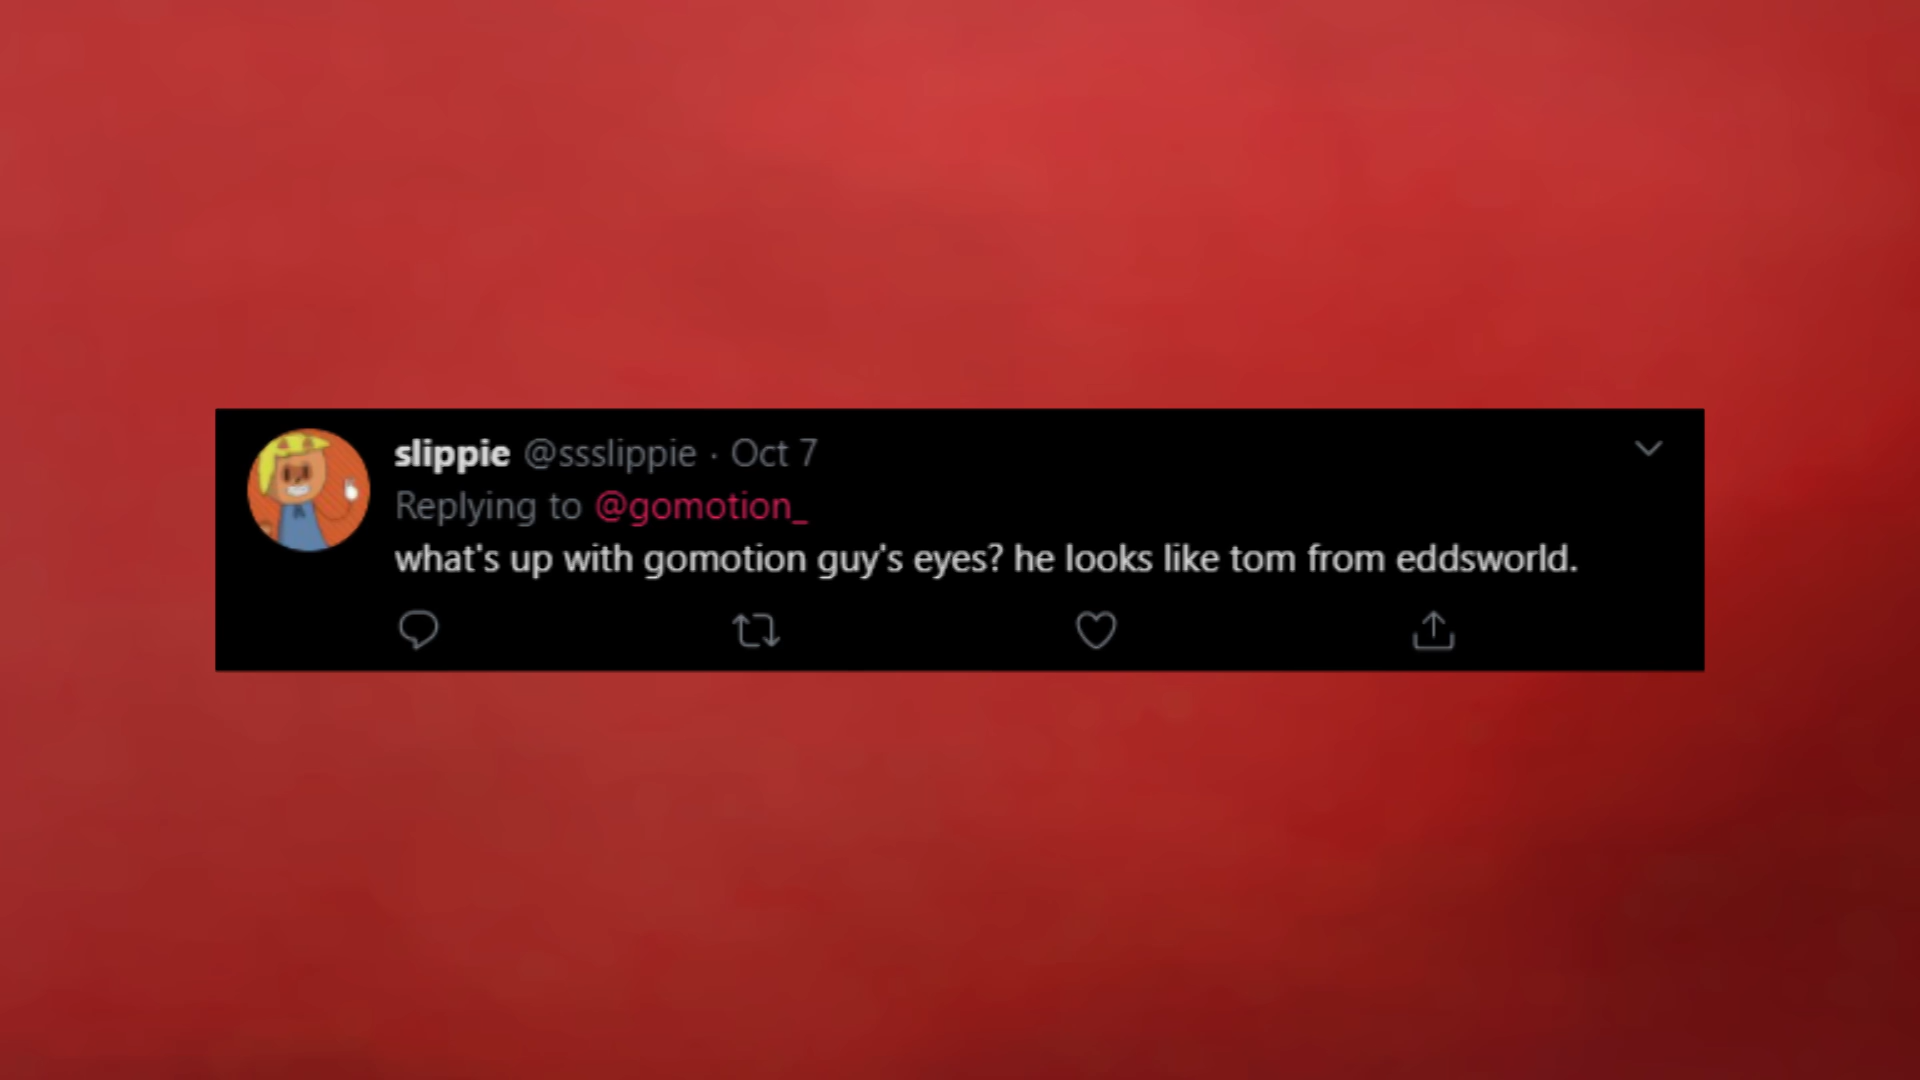 slippie @ssslippie · Oct 7
Replying to @gomotion_
what's up with gomotion guy's eyes? he looks like tom from eddsworld.